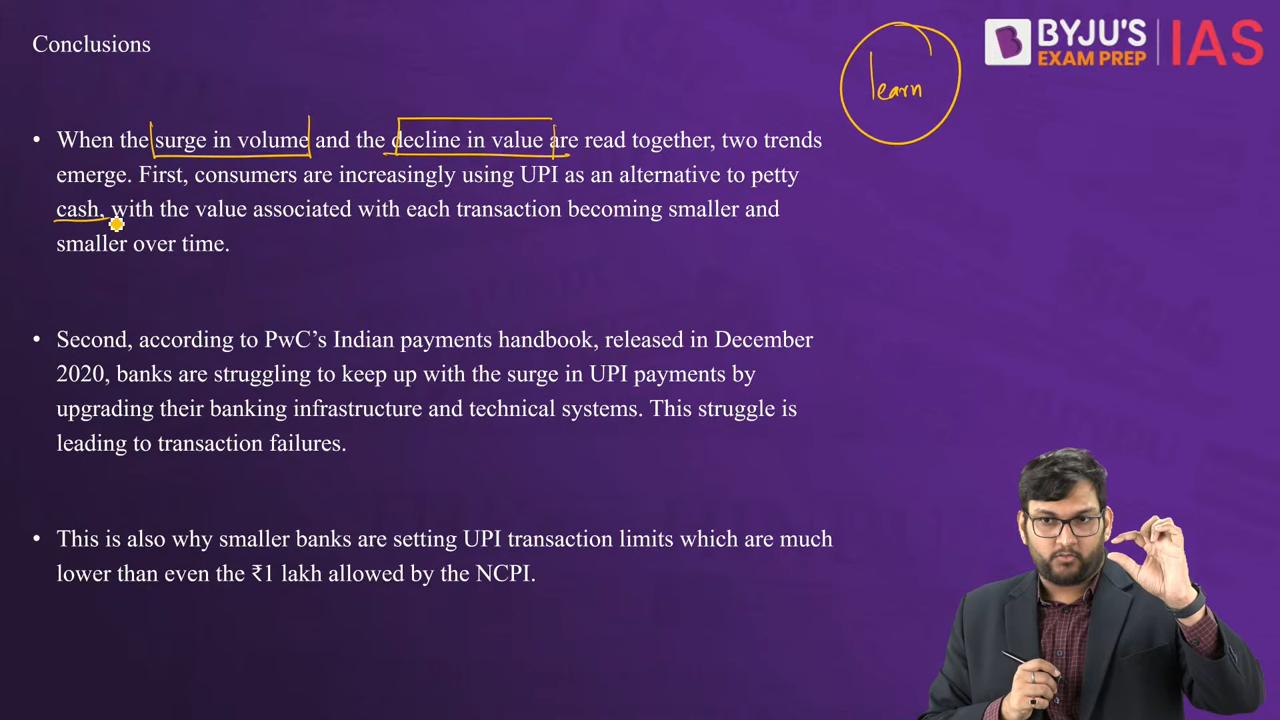 Conclusions
BYJU'S
EXAM PREP
IAS
learn
• When the surge in volume and the decline in value are read together, two trends
emerge. First, consumers are increasingly using UPI as an alternative to petty
cash, with the value associated with each transaction becoming smaller and
smaller over time.
• Second, according to PwC’s Indian payments handbook, released in December
2020, banks are struggling to keep up with the surge in UPI payments by
upgrading their banking infrastructure and technical systems. This struggle is
leading to transaction failures.
• This is also why smaller banks are setting UPI transaction limits which are much
lower than even the ₹1 lakh allowed by the NCPI.